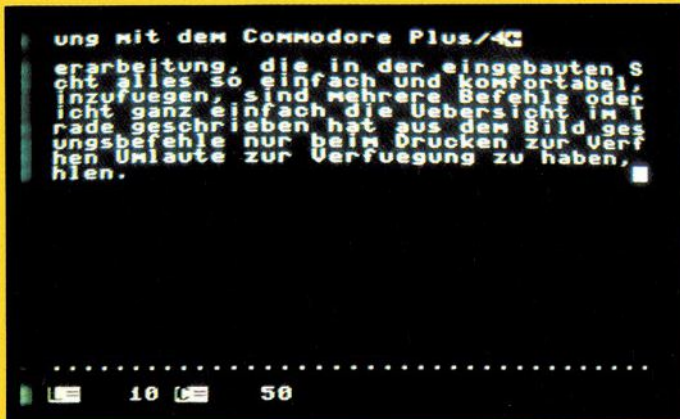 ung mit dem Commodore Plus/4
erarbeitung, die in der eingebauten S
cht alles so einfach und komfortabel,
inzufuegen, sind mehrere Befehle oder
icht ganz einfach die Uebersicht im T
rade geschrieben hat aus dem Bild ges
ungsbefehle nur beim Drucken zur Verf
hen Umlaute zur Verfuegung zu haben,
hlen.
L= 10 C= 50